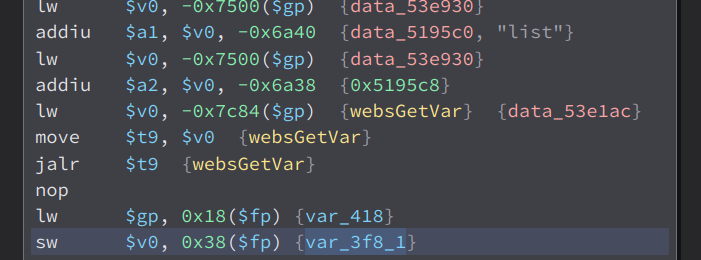 lw $v0, -0x7500($gp) {data_53e930}
addiu $a1, $v0, -0x6a40 {data_5195c0, "list"}
lw $v0, -0x7500($gp) {data_53e930}
addiu $a2, $v0, -0x6a38 {0x5195c8}
lw $v0, -0x7c84($gp) {websGetVar} {data_53e1ac}
move $t9, $v0 {websGetVar}
jalr $t9 {websGetVar}
nop
lw $gp, 0x18($fp) {var_418}
sw $v0, 0x38($fp) {var_3f8_1}